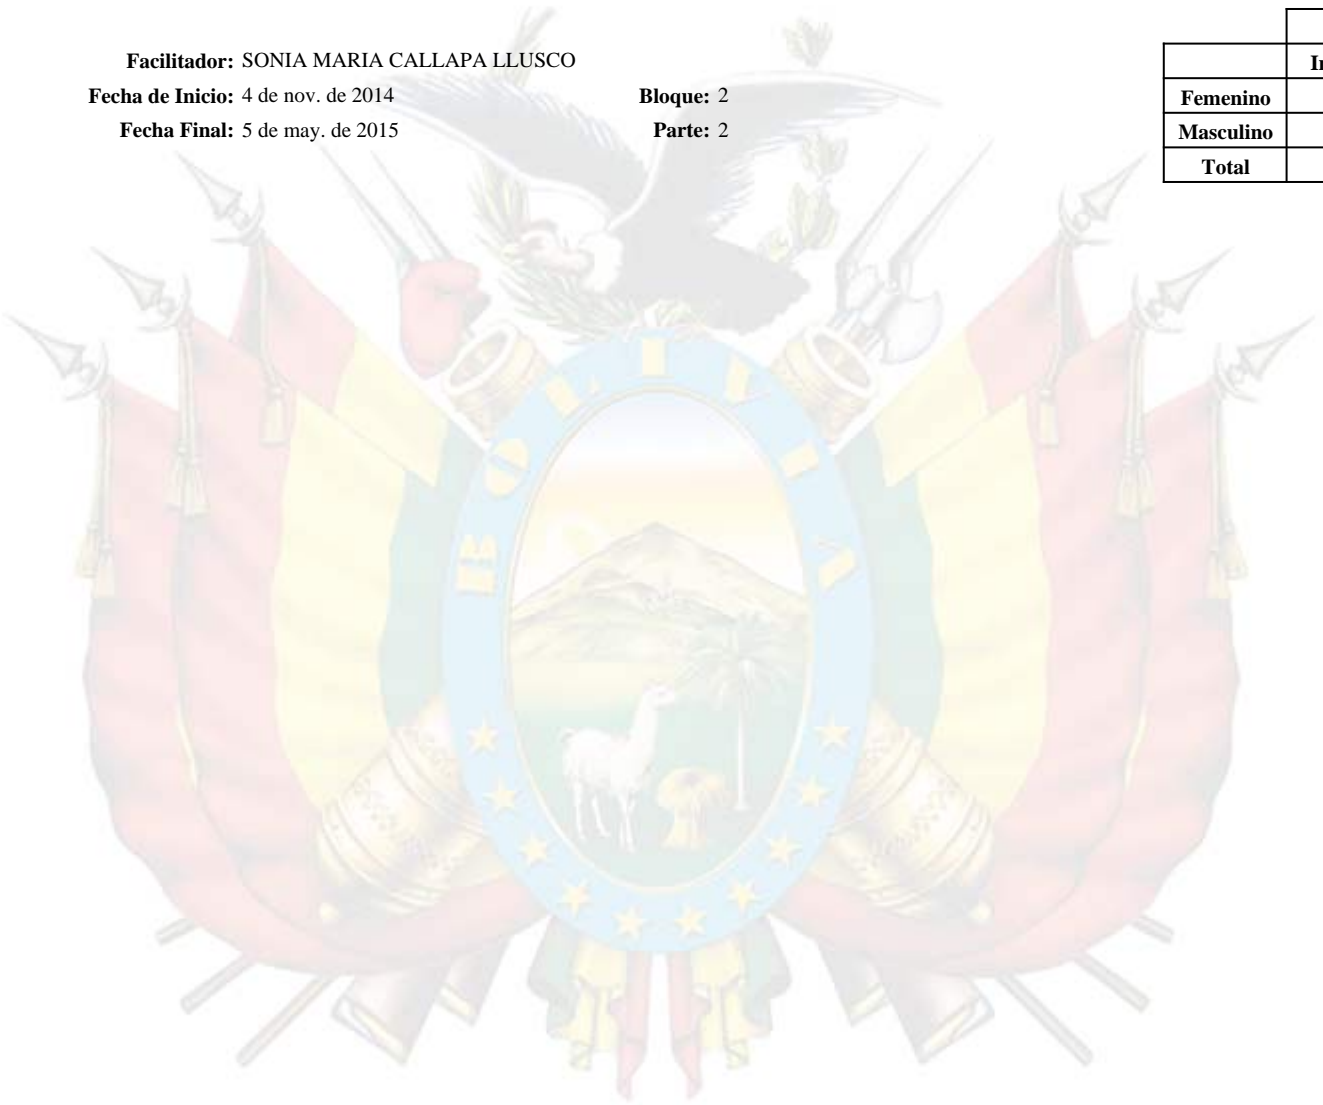 Facilitador: SONIA MARIA CALLAPA LLUSCO
Fecha de Inicio: 4 de nov. de 2014 Bloque: 2
Fecha Final: 5 de may. de 2015 Parte: 2
Femenino
Masculino
Total
BOLIVIA